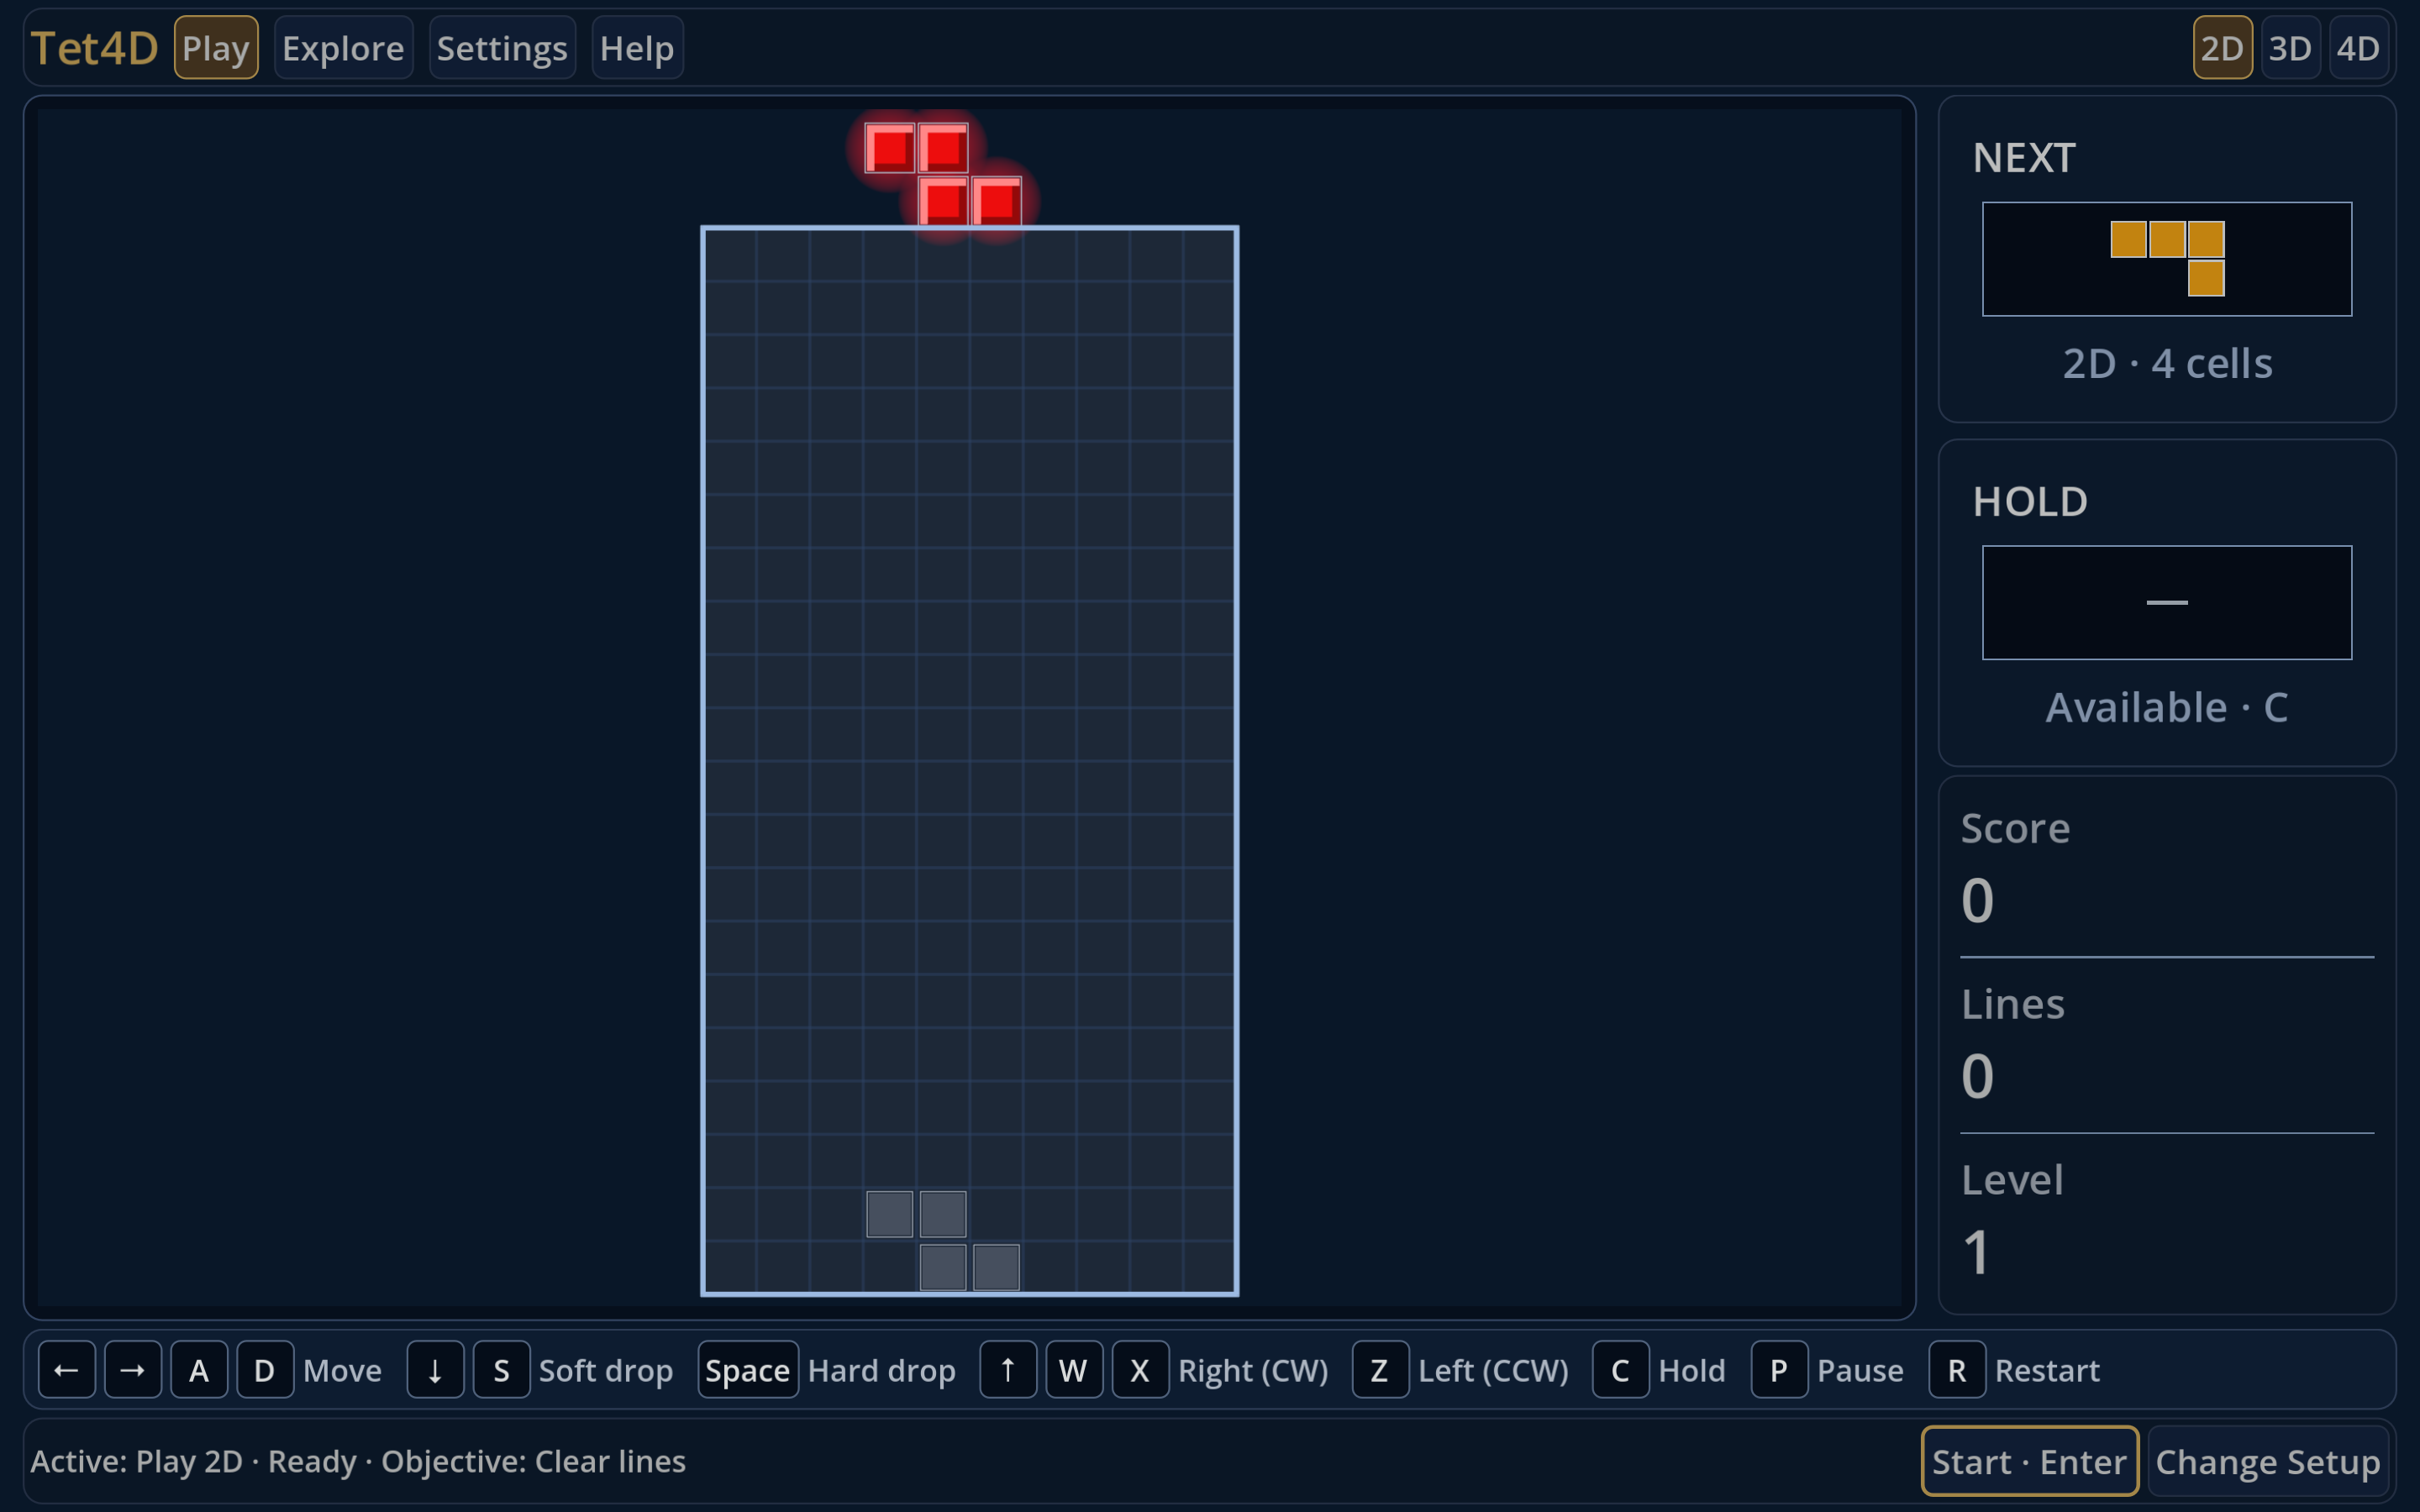 Tet4D Play Explore Settings Help 2D 3D 4D
NEXT
2D · 4 cells
HOLD
—
Available · C
Score
0
Lines
0
Level
1
← → A D Move ↓ S Soft drop Space Hard drop ↑ W X Right (CW) Z Left (CCW) C Hold P Pause R Restart
Active: Play 2D · Ready · Objective: Clear lines Start · Enter Change Setup